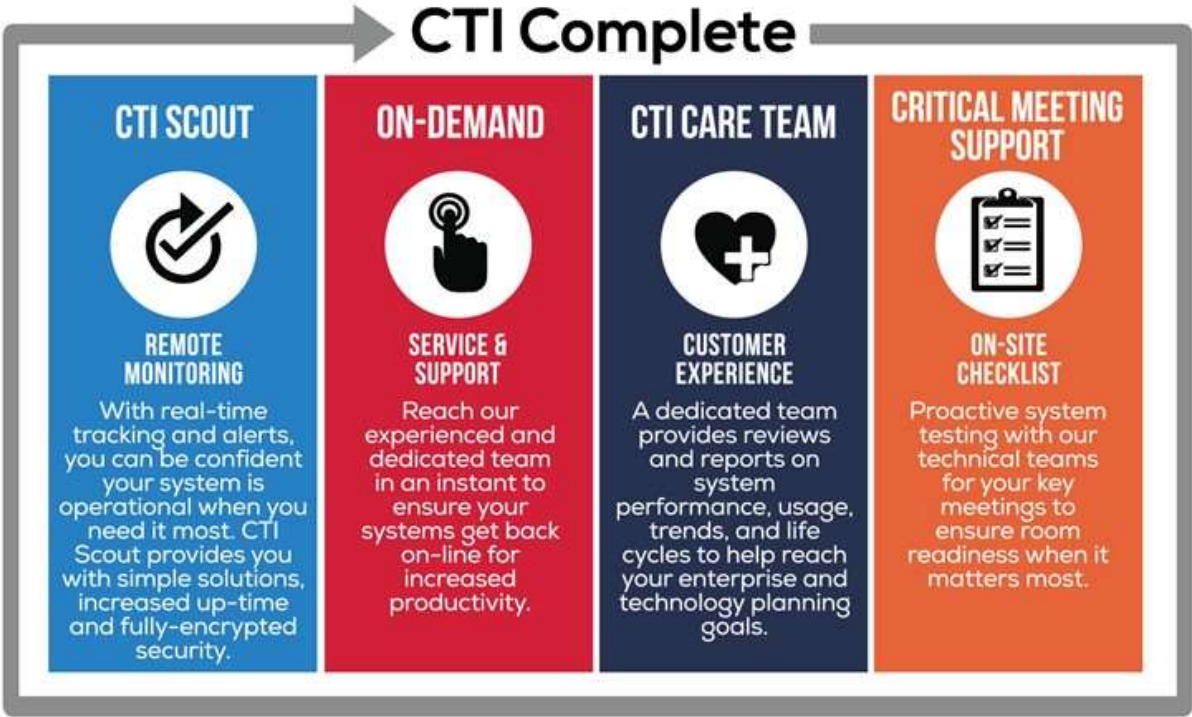 CTI Complete
CTI SCOUT
REMOTE
MONITORING
With real-time
tracking and alerts,
you can be confident
your system is
operational when you
need it most. CTI
Scout provides you
with simple solutions,
increased up-time
and fully-encrypted
security.
ON-DEMAND
SERVICE &
SUPPORT
Reach our
experienced and
dedicated team
in an instant to
ensure your
systems get back
on-line for
increased
productivity.
CTI CARE TEAM
CUSTOMER
EXPERIENCE
A dedicated team
provides reviews
and reports on
system
performance, usage,
trends, and life
cycles to help reach
your enterprise and
technology planning
goals.
CRITICAL MEETING
SUPPORT
ON-SITE
CHECKLIST
Proactive system
testing with our
technical teams
for your key
meetings to
ensure room
readiness when it
matters most.